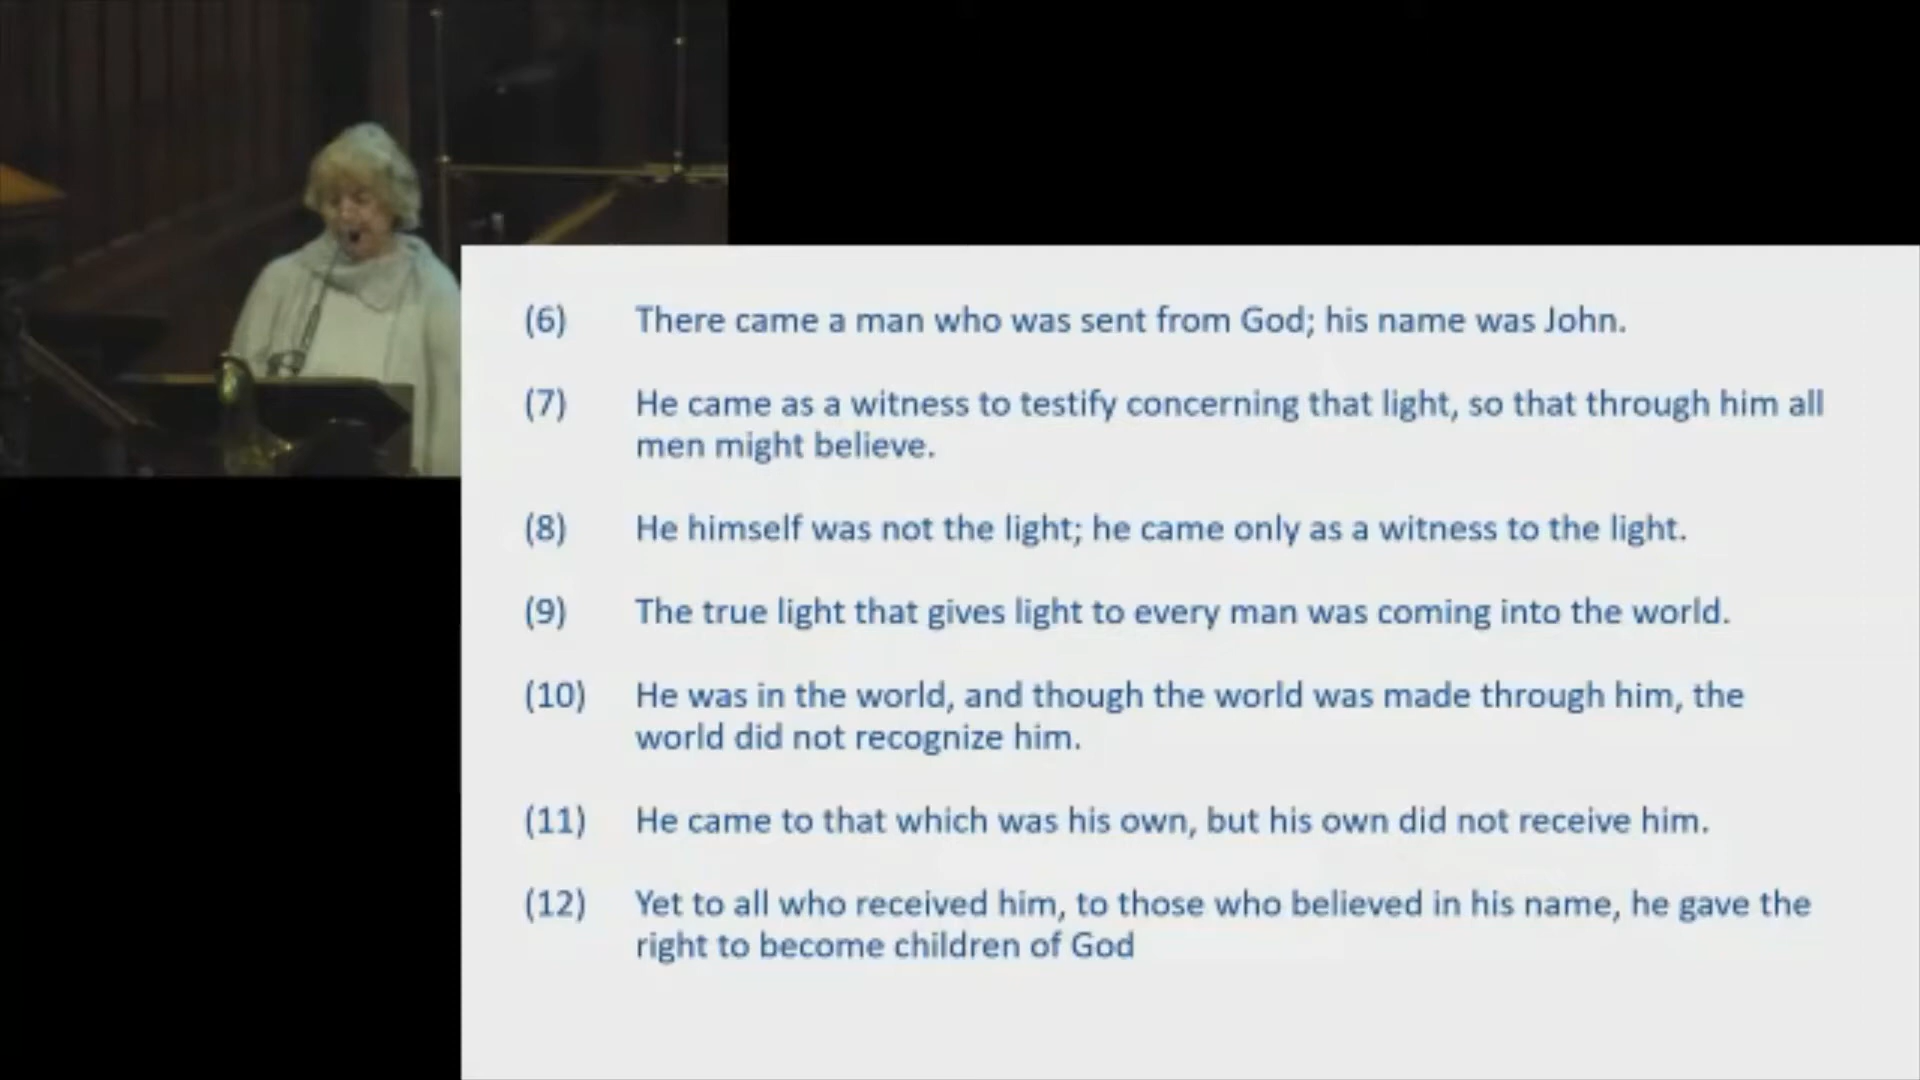 (6) There came a man who was sent from God; his name was John.
(7) He came as a witness to testify concerning that light, so that through him all
men might believe.
(8) He himself was not the light; he came only as a witness to the light.
(9) The true light that gives light to every man was coming into the world.
(10) He was in the world, and though the world was made through him, the
world did not recognize him.
(11) He came to that which was his own, but his own did not receive him.
(12) Yet to all who received him, to those who believed in his name, he gave the
right to become children of God